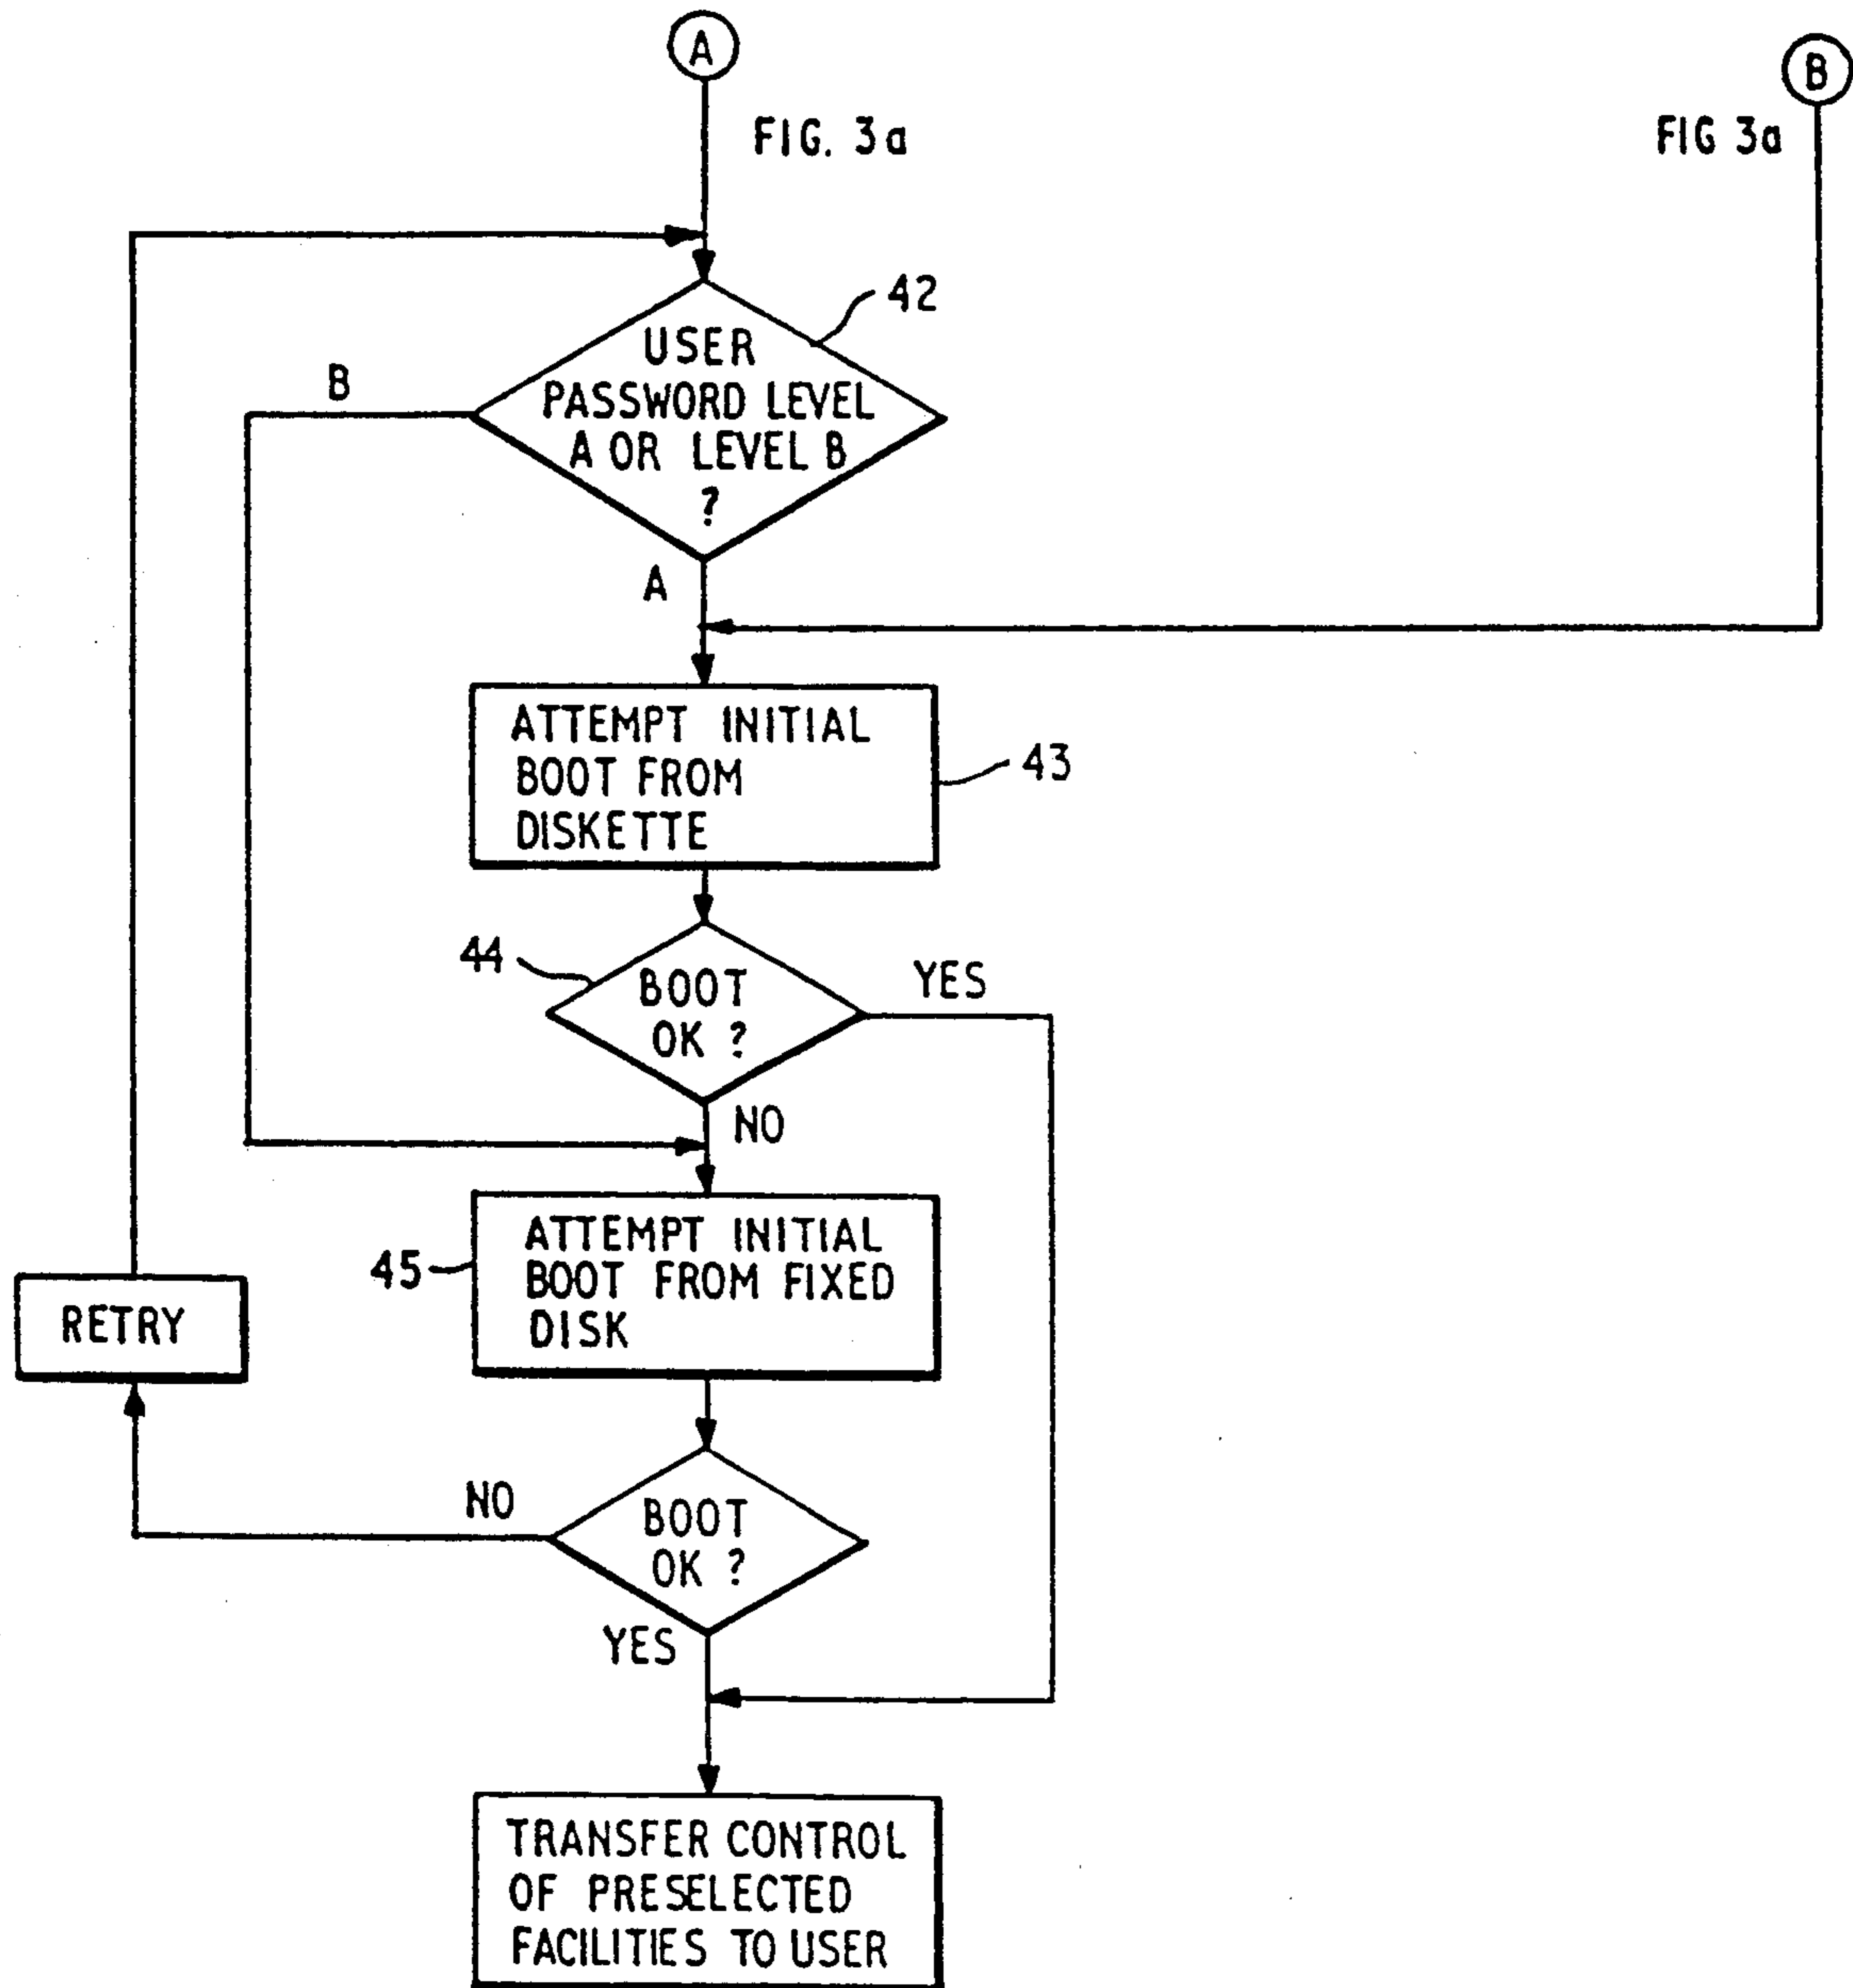 A
B
FIG. 3a
FIG 3a
42
USER
PASSWORD LEVEL
A OR LEVEL B
?
B
A
ATTEMPT INITIAL
BOOT FROM
DISKETTE
43
44
BOOT
OK ?
YES
NO
45
ATTEMPT INITIAL
BOOT FROM FIXED
DISK
RETRY
NO
BOOT
OK ?
YES
TRANSFER CONTROL
OF PRESELECTED
FACILITIES TO USER